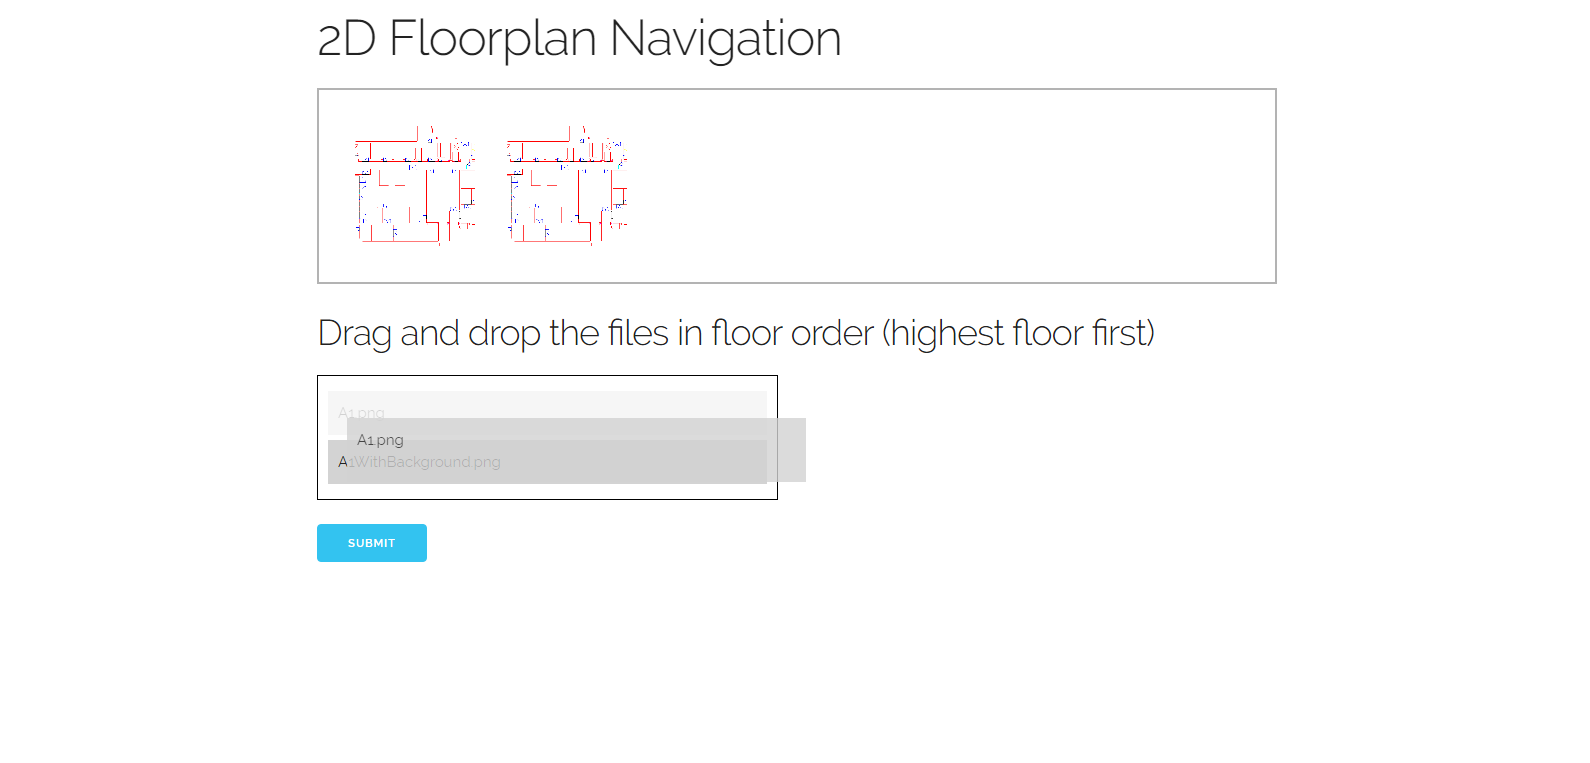 2D Floorplan Navigation
Drag and drop the files in floor order (highest floor first)
A1.png
A1.png
A1WithBackground.png
SUBMIT